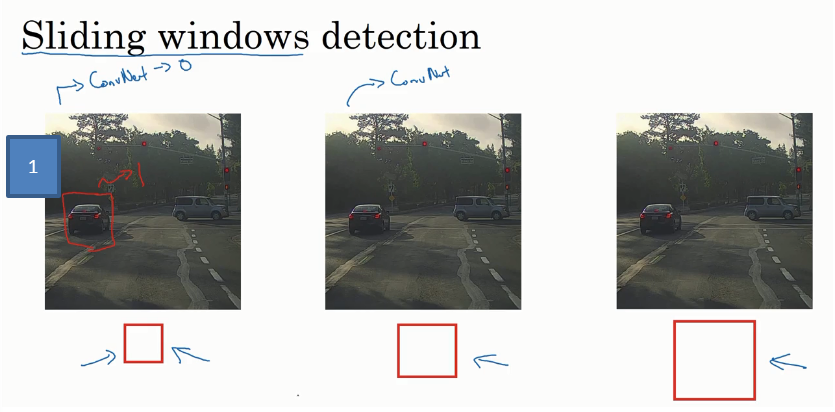 Sliding windows detection
ConvNet → 0
ConvNet
1
→ 1